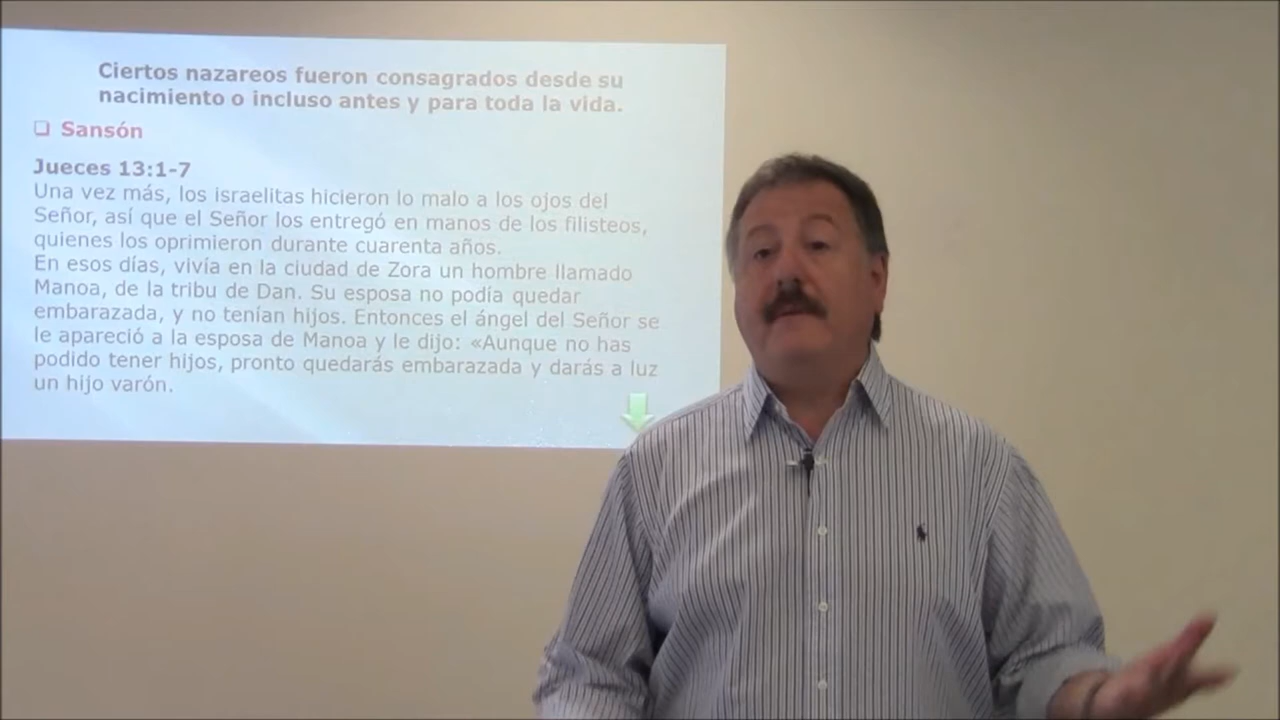 Ciertos nazareos fueron consagrados desde su
nacimiento o incluso antes y para toda la vida.
❑ Sansón
Jueces 13:1-7
Una vez más, los israelitas hicieron lo malo a los ojos del
Señor, así que el Señor los entregó en manos de los filisteos,
quienes los oprimieron durante cuarenta años.
En esos días, vivía en la ciudad de Zora un hombre llamado
Manoa, de la tribu de Dan. Su esposa no podía quedar
embarazada, y no tenían hijos. Entonces el ángel del Señor se
le apareció a la esposa de Manoa y le dijo: «Aunque no has
podido tener hijos, pronto quedarás embarazada y darás a luz
un hijo varón.